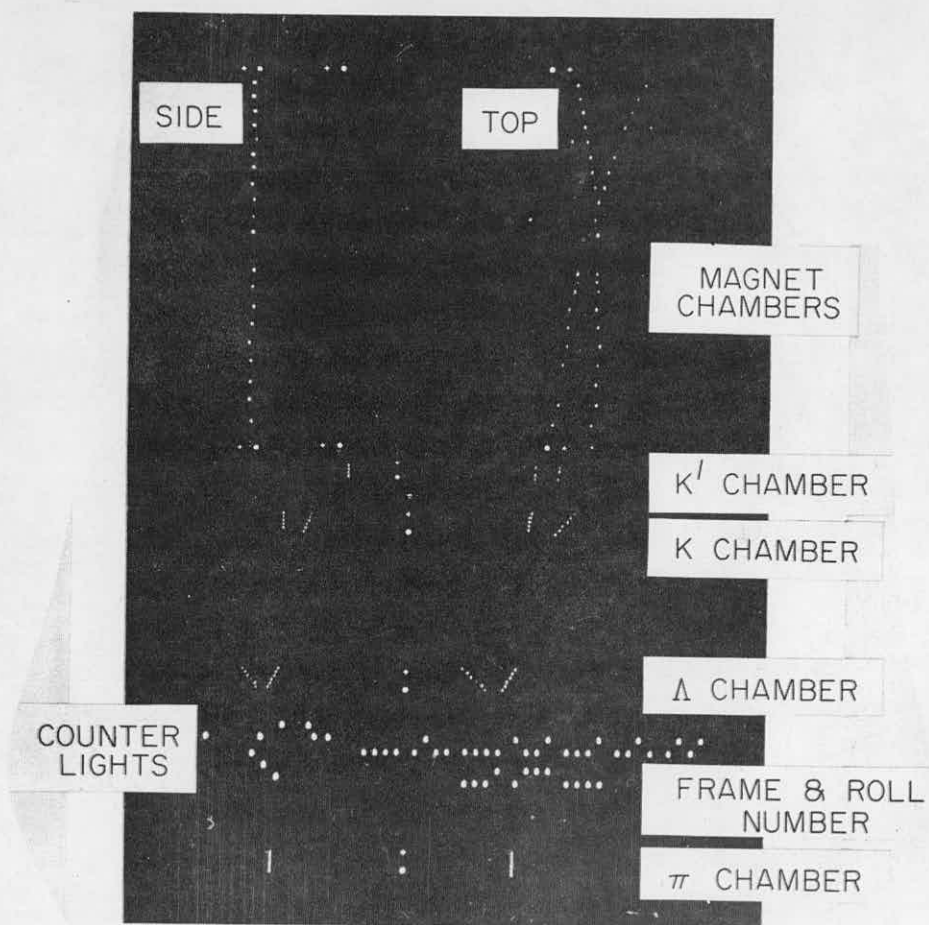 SIDE
TOP
MAGNET
CHAMBERS
K' CHAMBER
K CHAMBER
Λ CHAMBER
COUNTER
LIGHTS
FRAME & ROLL
NUMBER
π CHAMBER